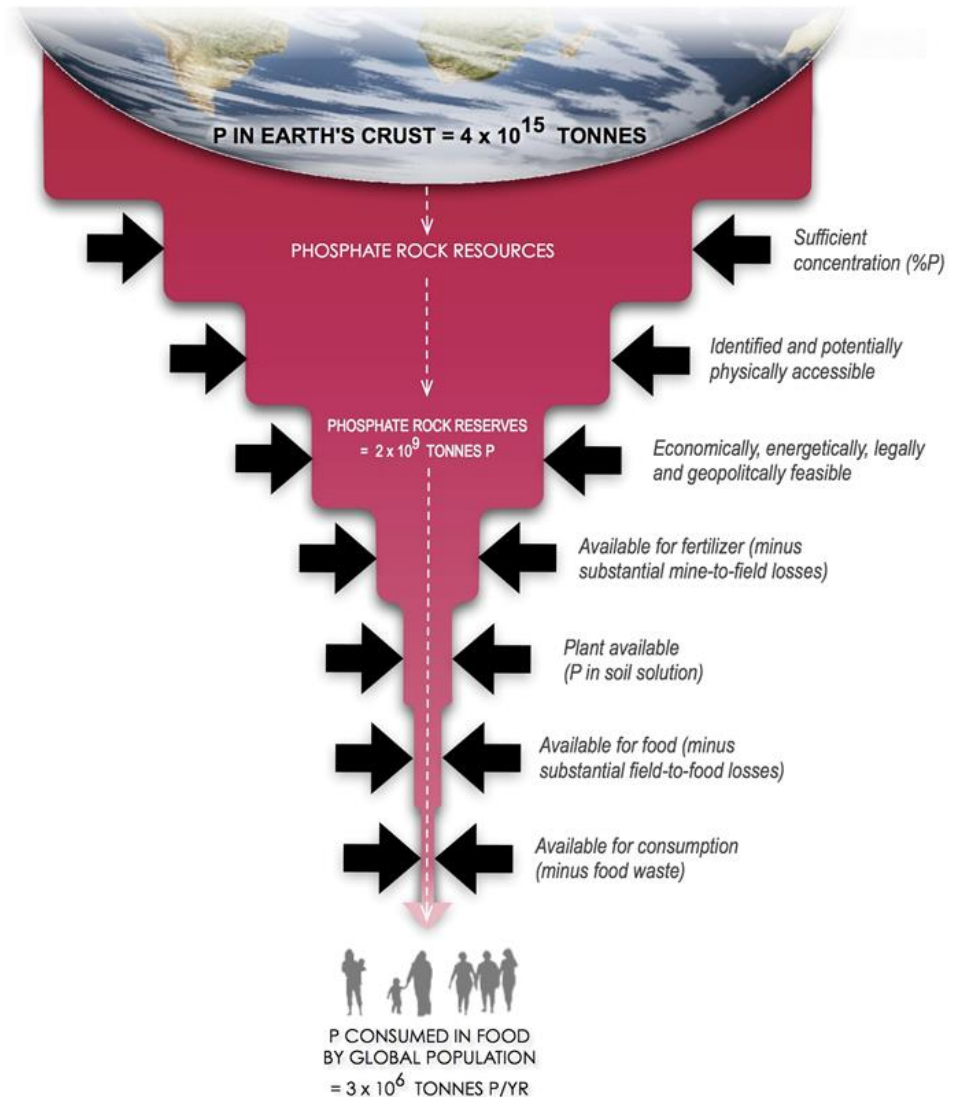 P IN EARTH'S CRUST = 4 x 10¹⁵ TONNES
PHOSPHATE ROCK RESOURCES
Sufficient
concentration (%P)
Identified and potentially
physically accessible
PHOSPHATE ROCK RESERVES
= 2 x 10⁹ TONNES P
Economically, energetically, legally
and geopolitcally feasible
Available for fertilizer (minus
substantial mine-to-field losses)
Plant available
(P in soil solution)
Available for food (minus
substantial field-to-food losses)
Available for consumption
(minus food waste)
P CONSUMED IN FOOD
BY GLOBAL POPULATION
= 3 x 10⁶ TONNES P/YR